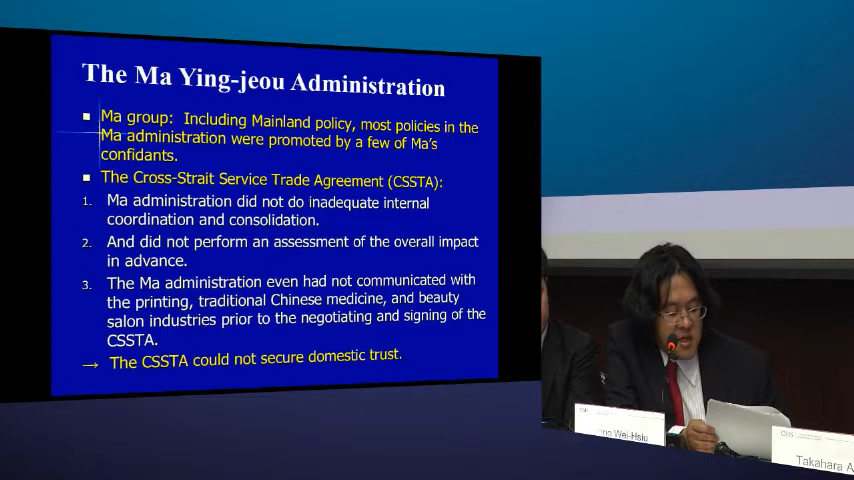 The Ma Ying-jeou Administration
Ma group: Including Mainland policy, most policies in the
Ma administration were promoted by a few of Ma's
confidants.
The Cross-Strait Service Trade Agreement (CSSTA):
1. Ma administration did not do inadequate internal
coordination and consolidation.
2. And did not perform an assessment of the overall impact
in advance.
3. The Ma administration even had not communicated with
the printing, traditional Chinese medicine, and beauty
salon industries prior to the negotiating and signing of the
CSSTA.
→ The CSSTA could not secure domestic trust.
CSIS
Wei-Hsiu
CSIS
Takahara A